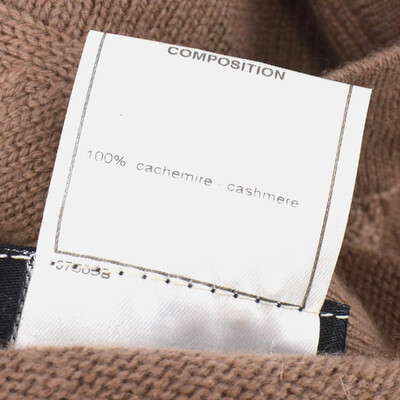 COMPOSITION
100% cachemire - cashmere